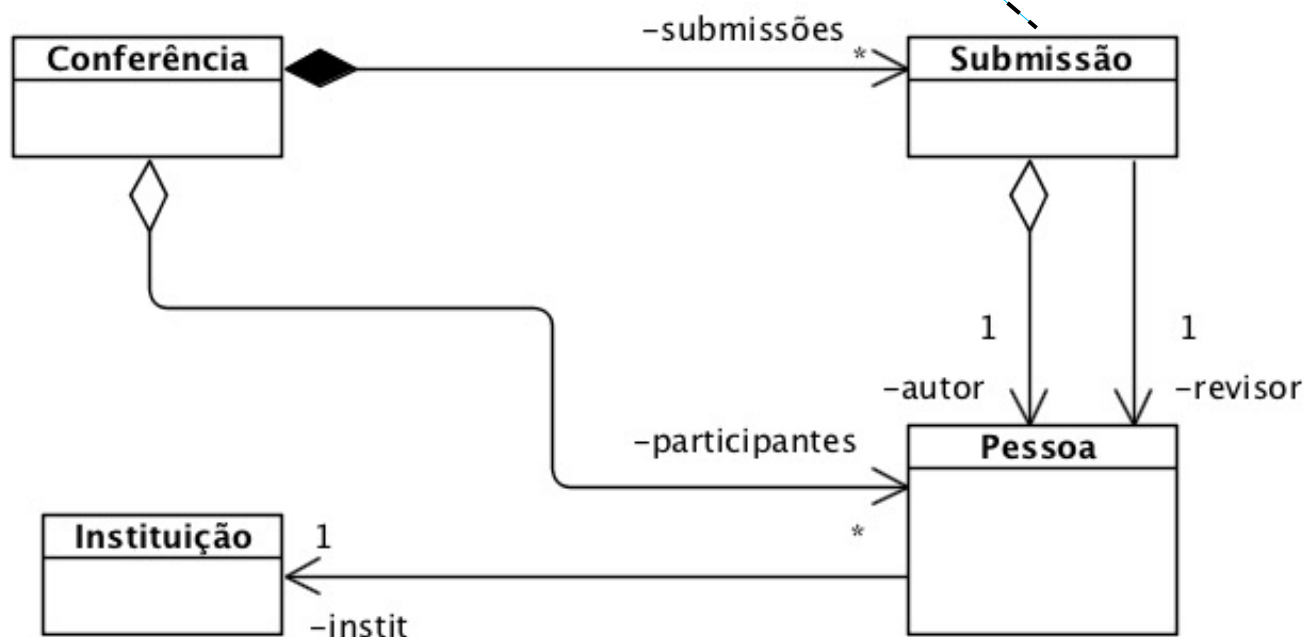 -submissões
Conferência
*
Submissão
1
1
-autor
-revisor
-participantes
Pessoa
*
Instituição
1
-instit